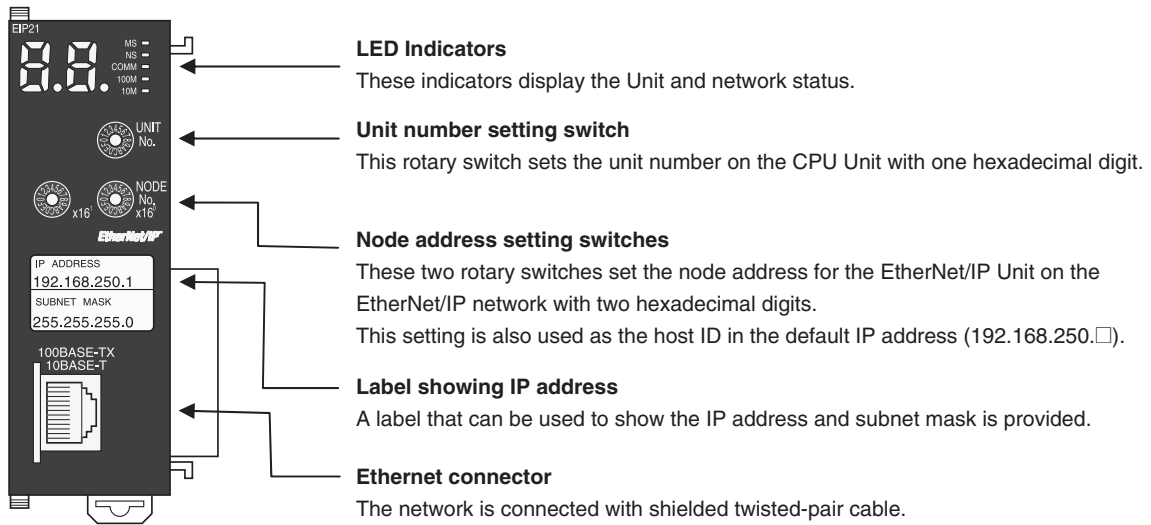 EIP21
8.8.
MS
NS
COMM
100M
10M
UNIT
No.
NODE
No.
x16¹
x16⁰
EtherNet/IP
IP ADDRESS
192.168.250.1
SUBNET MASK
255.255.255.0
100BASE-TX
10BASE-T
LED Indicators
These indicators display the Unit and network status.
Unit number setting switch
This rotary switch sets the unit number on the CPU Unit with one hexadecimal digit.
Node address setting switches
These two rotary switches set the node address for the EtherNet/IP Unit on the
EtherNet/IP network with two hexadecimal digits.
This setting is also used as the host ID in the default IP address (192.168.250.□).
Label showing IP address
A label that can be used to show the IP address and subnet mask is provided.
Ethernet connector
The network is connected with shielded twisted-pair cable.